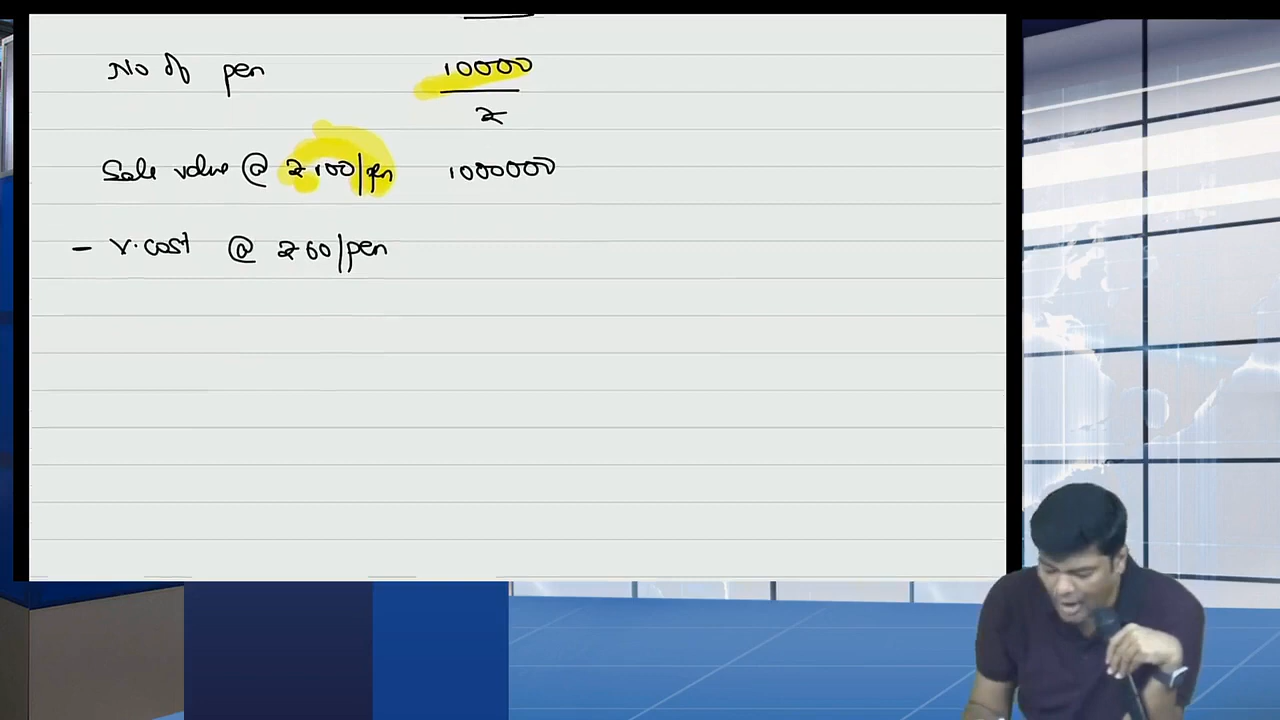 No of pen 10000
₹
Sale value @ ₹100/pen 1000000
- V.cost @ ₹60/pen